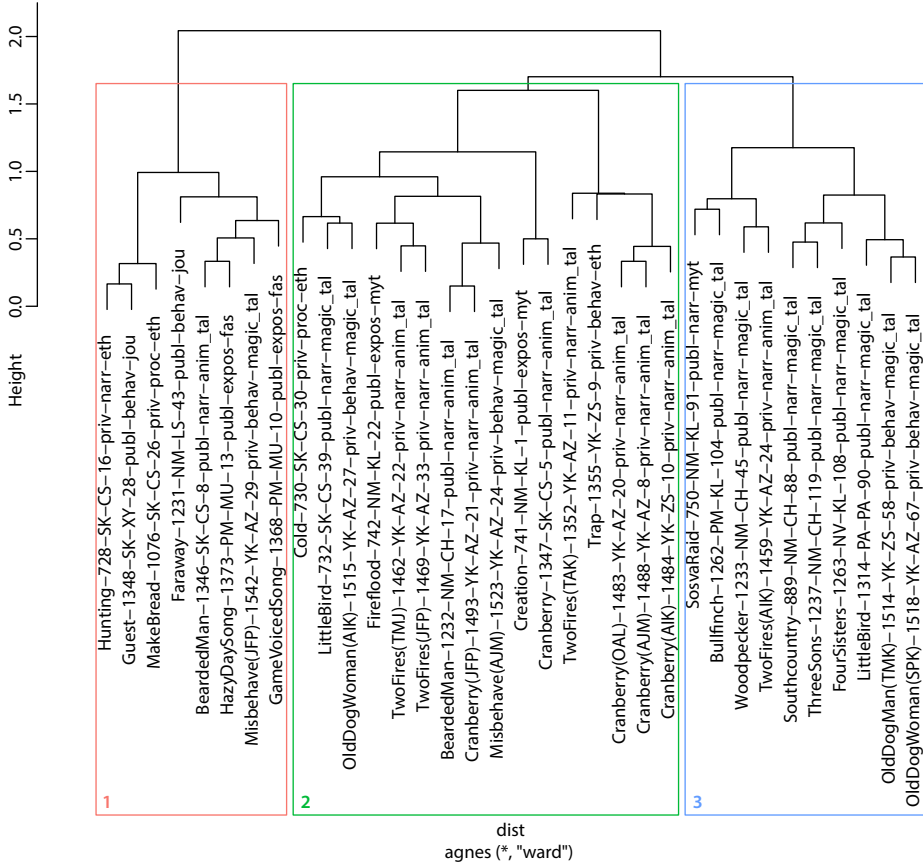 2.0
1.5
1.0
0.5
0.0
Height
Hunting−728−SK−CS−16−priv−narr−eth
Guest−1348−SK−XY−28−publ−behav−jou
MakeBread−1076−SK−CS−26−priv−proc−eth
Faraway−1231−NM−LS−43−publ−behav−jou
BeardedMan−1346−SK−CS−8−publ−narr−anim_tal
HazyDaySong−1373−PM−MU−13−publ−expos−fas
Misbehave(JFP)−1542−YK−AZ−29−priv−behav−magic_tal
GameVoicedSong−1368−PM−MU−10−publ−expos−fas
Cold−730−SK−CS−30−priv−proc−eth
LittleBird−732−SK−CS−39−publ−narr−magic_tal
OldDogWoman(AIK)−1515−YK−AZ−27−priv−behav−magic_tal
Fireflood−742−NM−KL−22−publ−expos−myt
TwoFires(TMJ)−1462−YK−AZ−22−priv−narr−anim_tal
TwoFires(JFP)−1469−YK−AZ−33−priv−narr−anim_tal
BeardedMan−1232−NM−CH−17−publ−narr−anim_tal
Cranberry(JFP)−1493−YK−AZ−21−priv−narr−anim_tal
Misbehave(AJM)−1523−YK−AZ−24−priv−behav−magic_tal
Creation−741−NM−KL−1−publ−expos−myt
Cranberry−1347−SK−CS−5−publ−narr−anim_tal
TwoFires(TAK)−1352−YK−AZ−11−priv−narr−anim_tal
Trap−1355−YK−ZS−9−priv−behav−eth
Cranberry(OAL)−1483−YK−AZ−20−priv−narr−anim_tal
Cranberry(AJM)−1488−YK−AZ−8−priv−narr−anim_tal
Cranberry(AIK)−1484−YK−ZS−10−priv−narr−anim_tal
SosvaRaid−750−NM−KL−91−publ−narr−myt
Bullfinch−1262−PM−KL−104−publ−narr−magic_tal
Woodpecker−1233−NM−CH−45−publ−narr−magic_tal
TwoFires(AIK)−1459−YK−AZ−24−priv−narr−anim_tal
Southcountry−889−NM−CH−88−publ−narr−magic_tal
ThreeSons−1237−NM−CH−119−publ−narr−magic_tal
FourSisters−1263−NV−KL−108−publ−narr−magic_tal
LittleBird−1314−PA−PA−90−publ−narr−magic_tal
OldDogMan(TMK)−1514−YK−ZS−58−priv−behav−magic_tal
OldDogWoman(SPK)−1518−YK−AZ−67−priv−behav−magic_tal
1
2
3
dist
agnes (*, "ward")